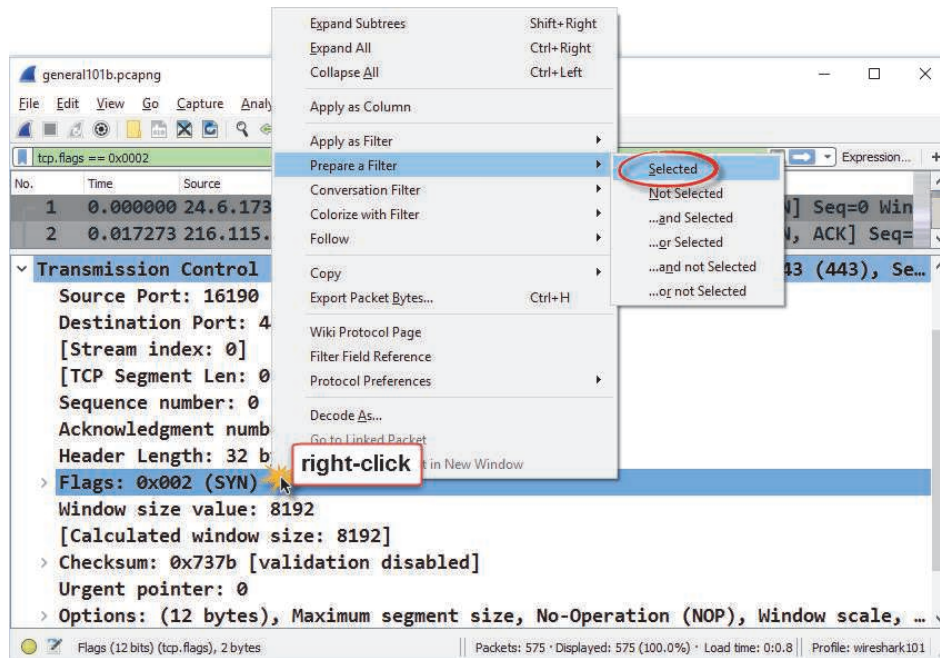 general101b.pcapng
File Edit View Go Capture
tcp.flags == 0x0002
Expression... +
No. Time Source
1 0.000000 24.6.173 Seq=0 Win
2 0.017273 216.115. ACK] Seq=
Transmission Control (443), Se...
Source Port: 16190
Destination Port: 4
[Stream index: 0]
[TCP Segment Len: 0
Sequence number: 0
Acknowledgment numb
Header Length: 32 b
Flags: 0x002 (SYN)
Window size value: 8192
[Calculated window size: 8192]
Checksum: 0x737b [validation disabled]
Urgent pointer: 0
Options: (12 bytes), Maximum segment size, No-Operation (NOP), Window scale, ...
Flags (12 bits) (tcp.flags), 2 bytes
Packets: 575 · Displayed: 575 (100.0%) · Load time: 0:0.8
Profile: wireshark101
Expand Subtrees Shift+Right
Expand All Ctrl+Right
Collapse All Ctrl+Left
Apply as Column
Apply as Filter
Prepare a Filter
Conversation Filter
Colorize with Filter
Follow
Copy
Export Packet Bytes... Ctrl+H
Wiki Protocol Page
Filter Field Reference
Protocol Preferences
Decode As...
Go to Linked Packet
in New Window
right-click
Selected
Not Selected
...and Selected
...or Selected
...and not Selected
...or not Selected